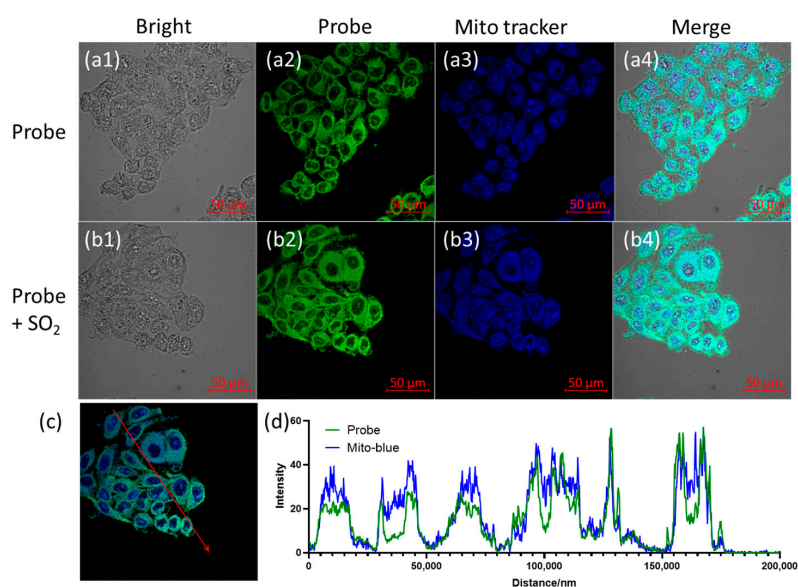 Bright Probe Mito tracker Merge
Probe
(a1) (a2) (a3) (a4)
50 μm 50 μm 50 μm 50 μm
Probe
+ SO₂
(b1) (b2) (b3) (b4)
50 μm 50 μm 50 μm 50 μm
(c)
(d)
Probe
Mito-blue
Intensity
60
40
20
0
0 50,000 100,000 150,000 200,000
Distance/nm